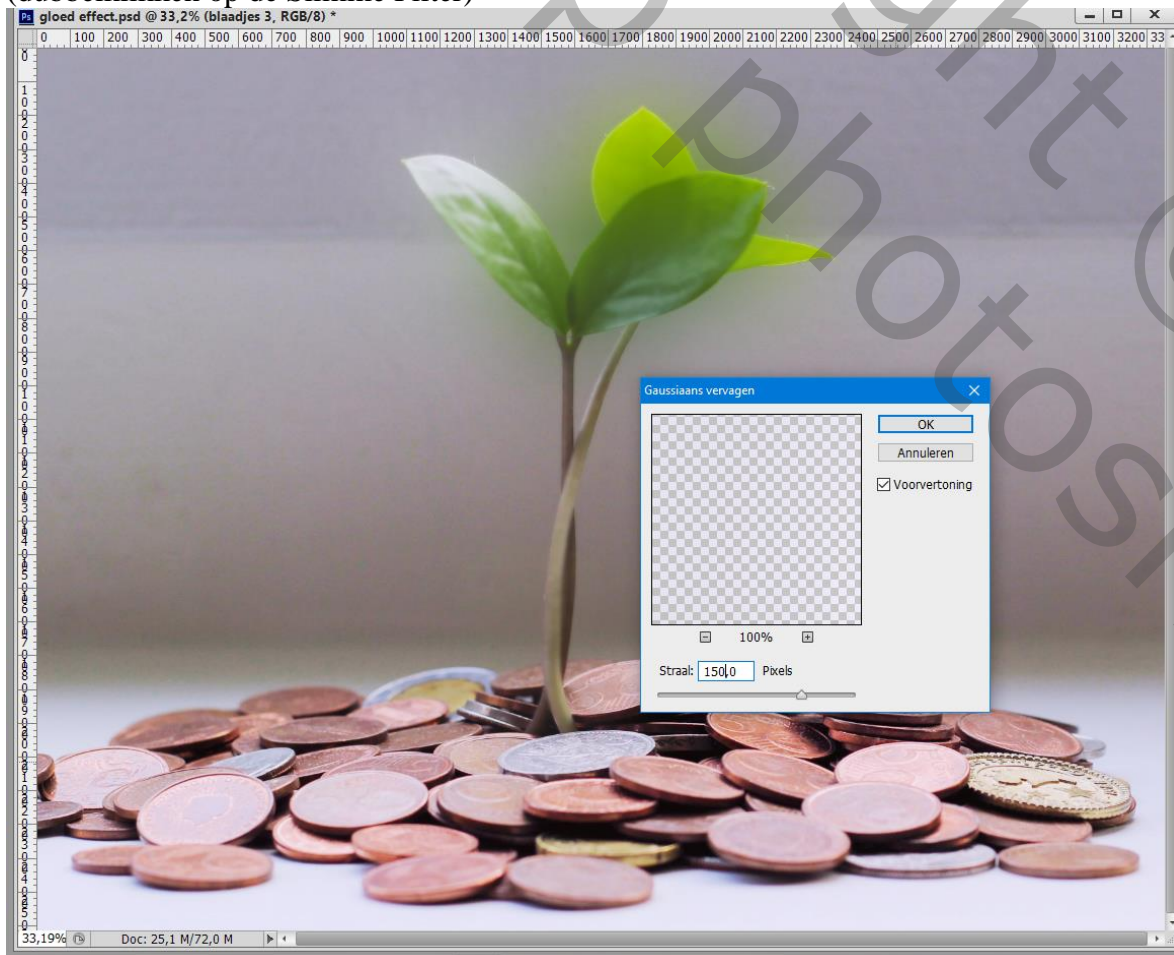 gloed effect.psd @ 33,2% (blaadjes 3, RGB/8) *
0 100 200 300 400 500 600 700 800 900 1000 1100 1200 1300 1400 1500 1600 1700 1800 1900 2000 2100 2200 2300 2400 2500 2600 2700 2800 2900 3000 3100 3200 33
Gaussiaans vervagen
OK
Annuleren
Voorvertoning
100%
Straal: 150,0 Pixels
33,19% Doc: 25,1 M/72,0 M